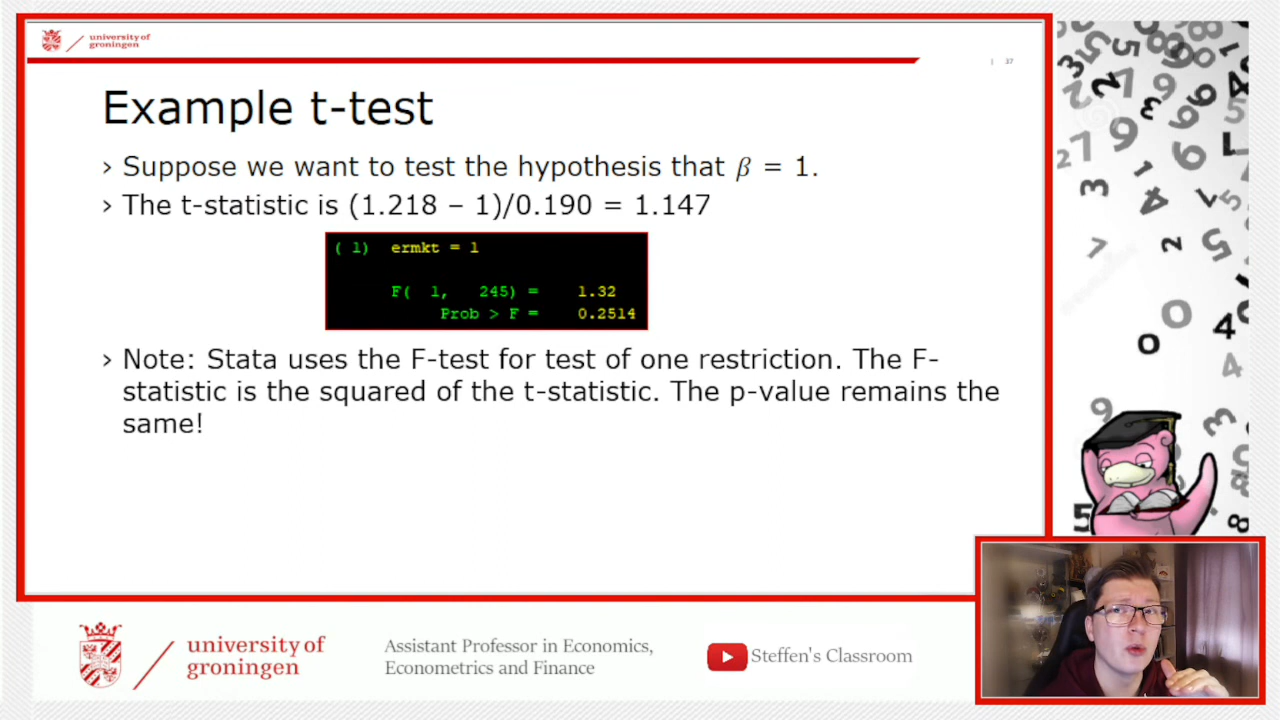 university of
groningen
| 37
Example t-test
› Suppose we want to test the hypothesis that β = 1.
› The t-statistic is (1.218 – 1)/0.190 = 1.147
( 1) ermkt = 1
F( 1, 245) = 1.32
Prob > F = 0.2514
› Note: Stata uses the F-test for test of one restriction. The F-
statistic is the squared of the t-statistic. The p-value remains the
same!
university of
groningen
Assistant Professor in Economics,
Econometrics and Finance
Steffen's Classroom